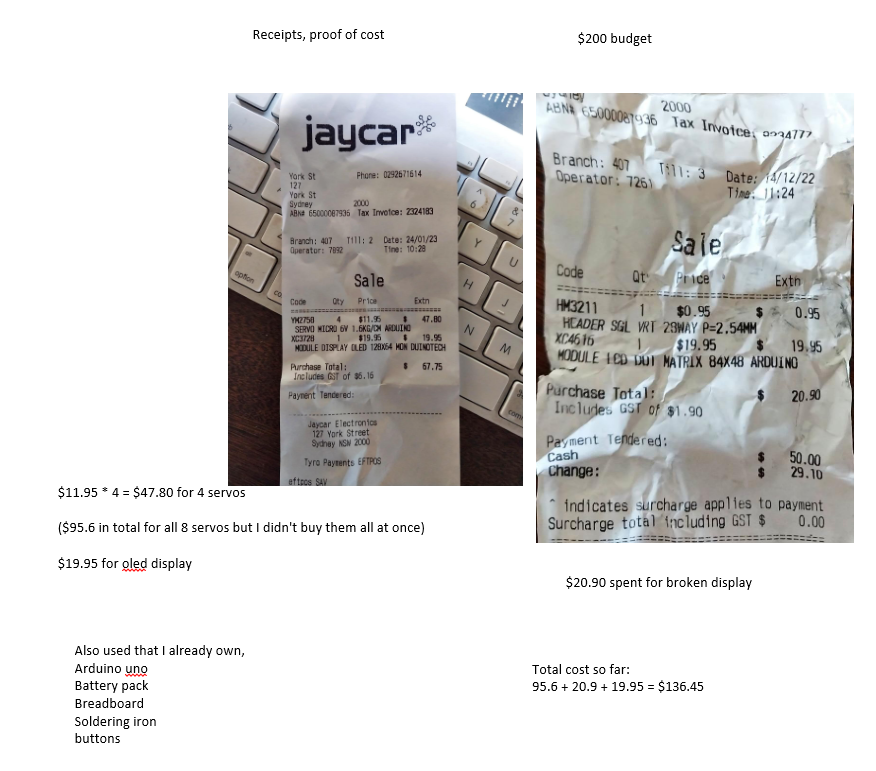 Receipts, proof of cost
$200 budget
jaycar
York St Phone: 0292671614
127
York St
Sydney 2000
ABN# 65000087936 Tax Invoice: 2324183
Branch: 407 Till: 2 Date: 24/01/23
Operator: 7892 Time: 10:28
Sale
Code Qty Price Extn
YM2758 4 $11.95 $ 47.80
SERVO MICRO 6V 1.6KG/CM ARDUINO
XC3728 1 $19.95 $ 19.95
MODULE DISPLAY OLED 128X64 MON DUINOTECH
Purchase Total: $ 67.75
Includes GST of $6.16
Payment Tendered:
Jaycar Electronics
127 York Street
Sydney NSW 2000
Tyro Payments EFTPOS
eftpos SAV
2000
ABN# 65000087936 Tax Invoice:
Branch: 407 Till: 3 Date: 14/12/22
Operator: 7261 Time: 11:24
Sale
Code Qt Price Extn
HM3211 1 $0.95 $ 0.95
HEADER SGL VRT 28WAY P=2.54MM
XC4616 1 $19.95 $ 19.95
MODULE LCD DOT MATRIX 84X48 ARDUINO
Purchase Total: $ 20.90
Includes GST of $1.90
Payment Tendered:
Cash $ 50.00
Change: $ 29.10
^ indicates surcharge applies to payment
Surcharge total including GST $ 0.00
$11.95 * 4 = $47.80 for 4 servos
($95.6 in total for all 8 servos but I didn't buy them all at once)
$19.95 for oled display
$20.90 spent for broken display
Also used that I already own,
Arduino uno
Battery pack
Breadboard
Soldering iron
buttons
Total cost so far:
95.6 + 20.9 + 19.95 = $136.45